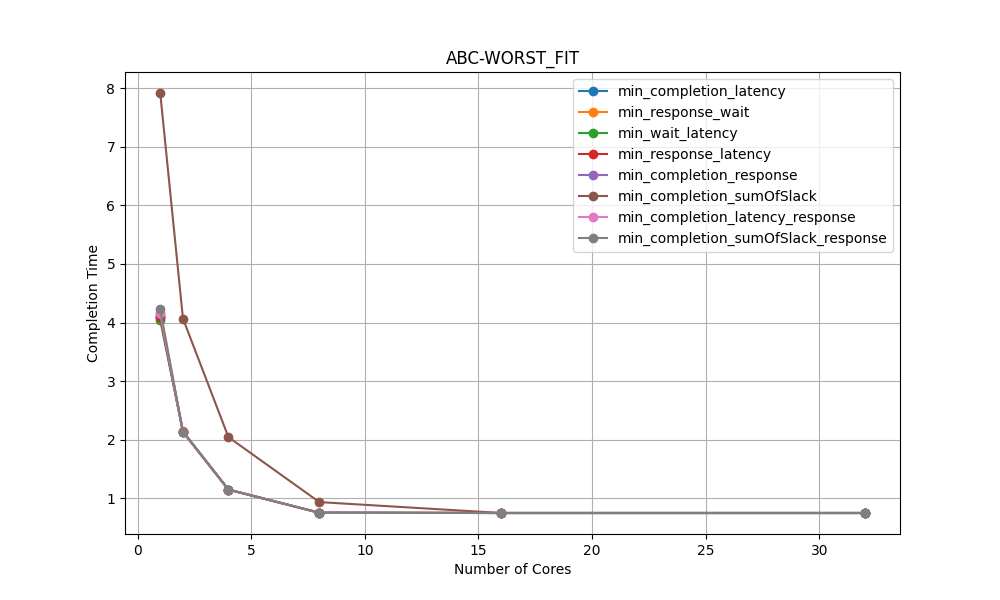 ABC-WORST_FIT
8
7
6
5
4
3
2
1
Completion Time
min_completion_latency
min_response_wait
min_wait_latency
min_response_latency
min_completion_response
min_completion_sumOfSlack
min_completion_latency_response
min_completion_sumOfSlack_response
0 5 10 15 20 25 30
Number of Cores